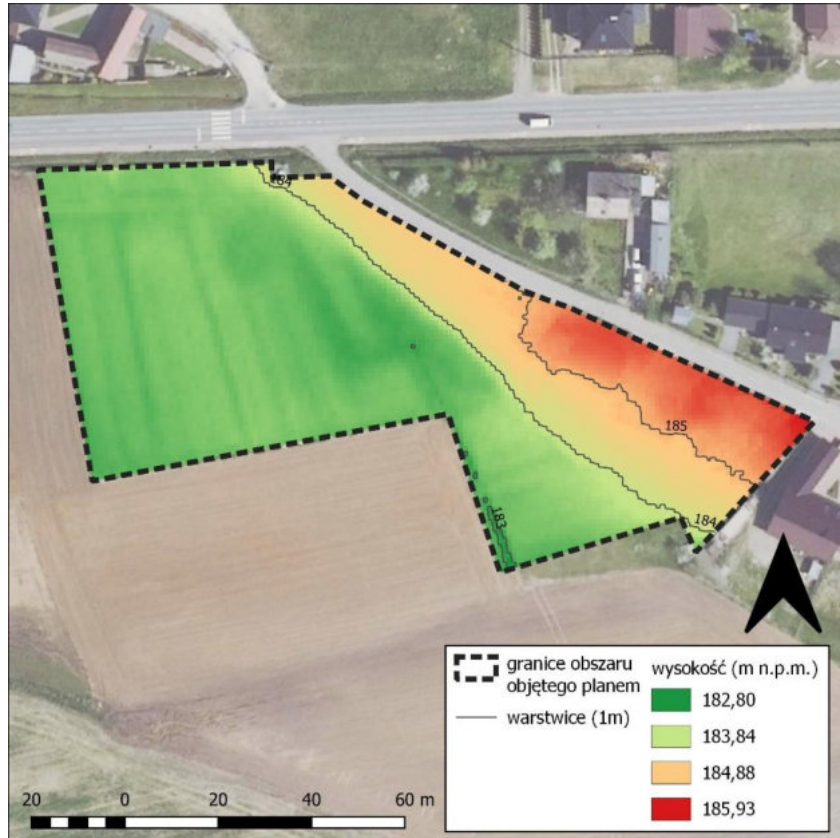 184
185
184
183
granice obszaru
objętego planem
warstwice (1m)
wysokość (m n.p.m.)
182,80
183,84
184,88
185,93
20 0 20 40 60 m